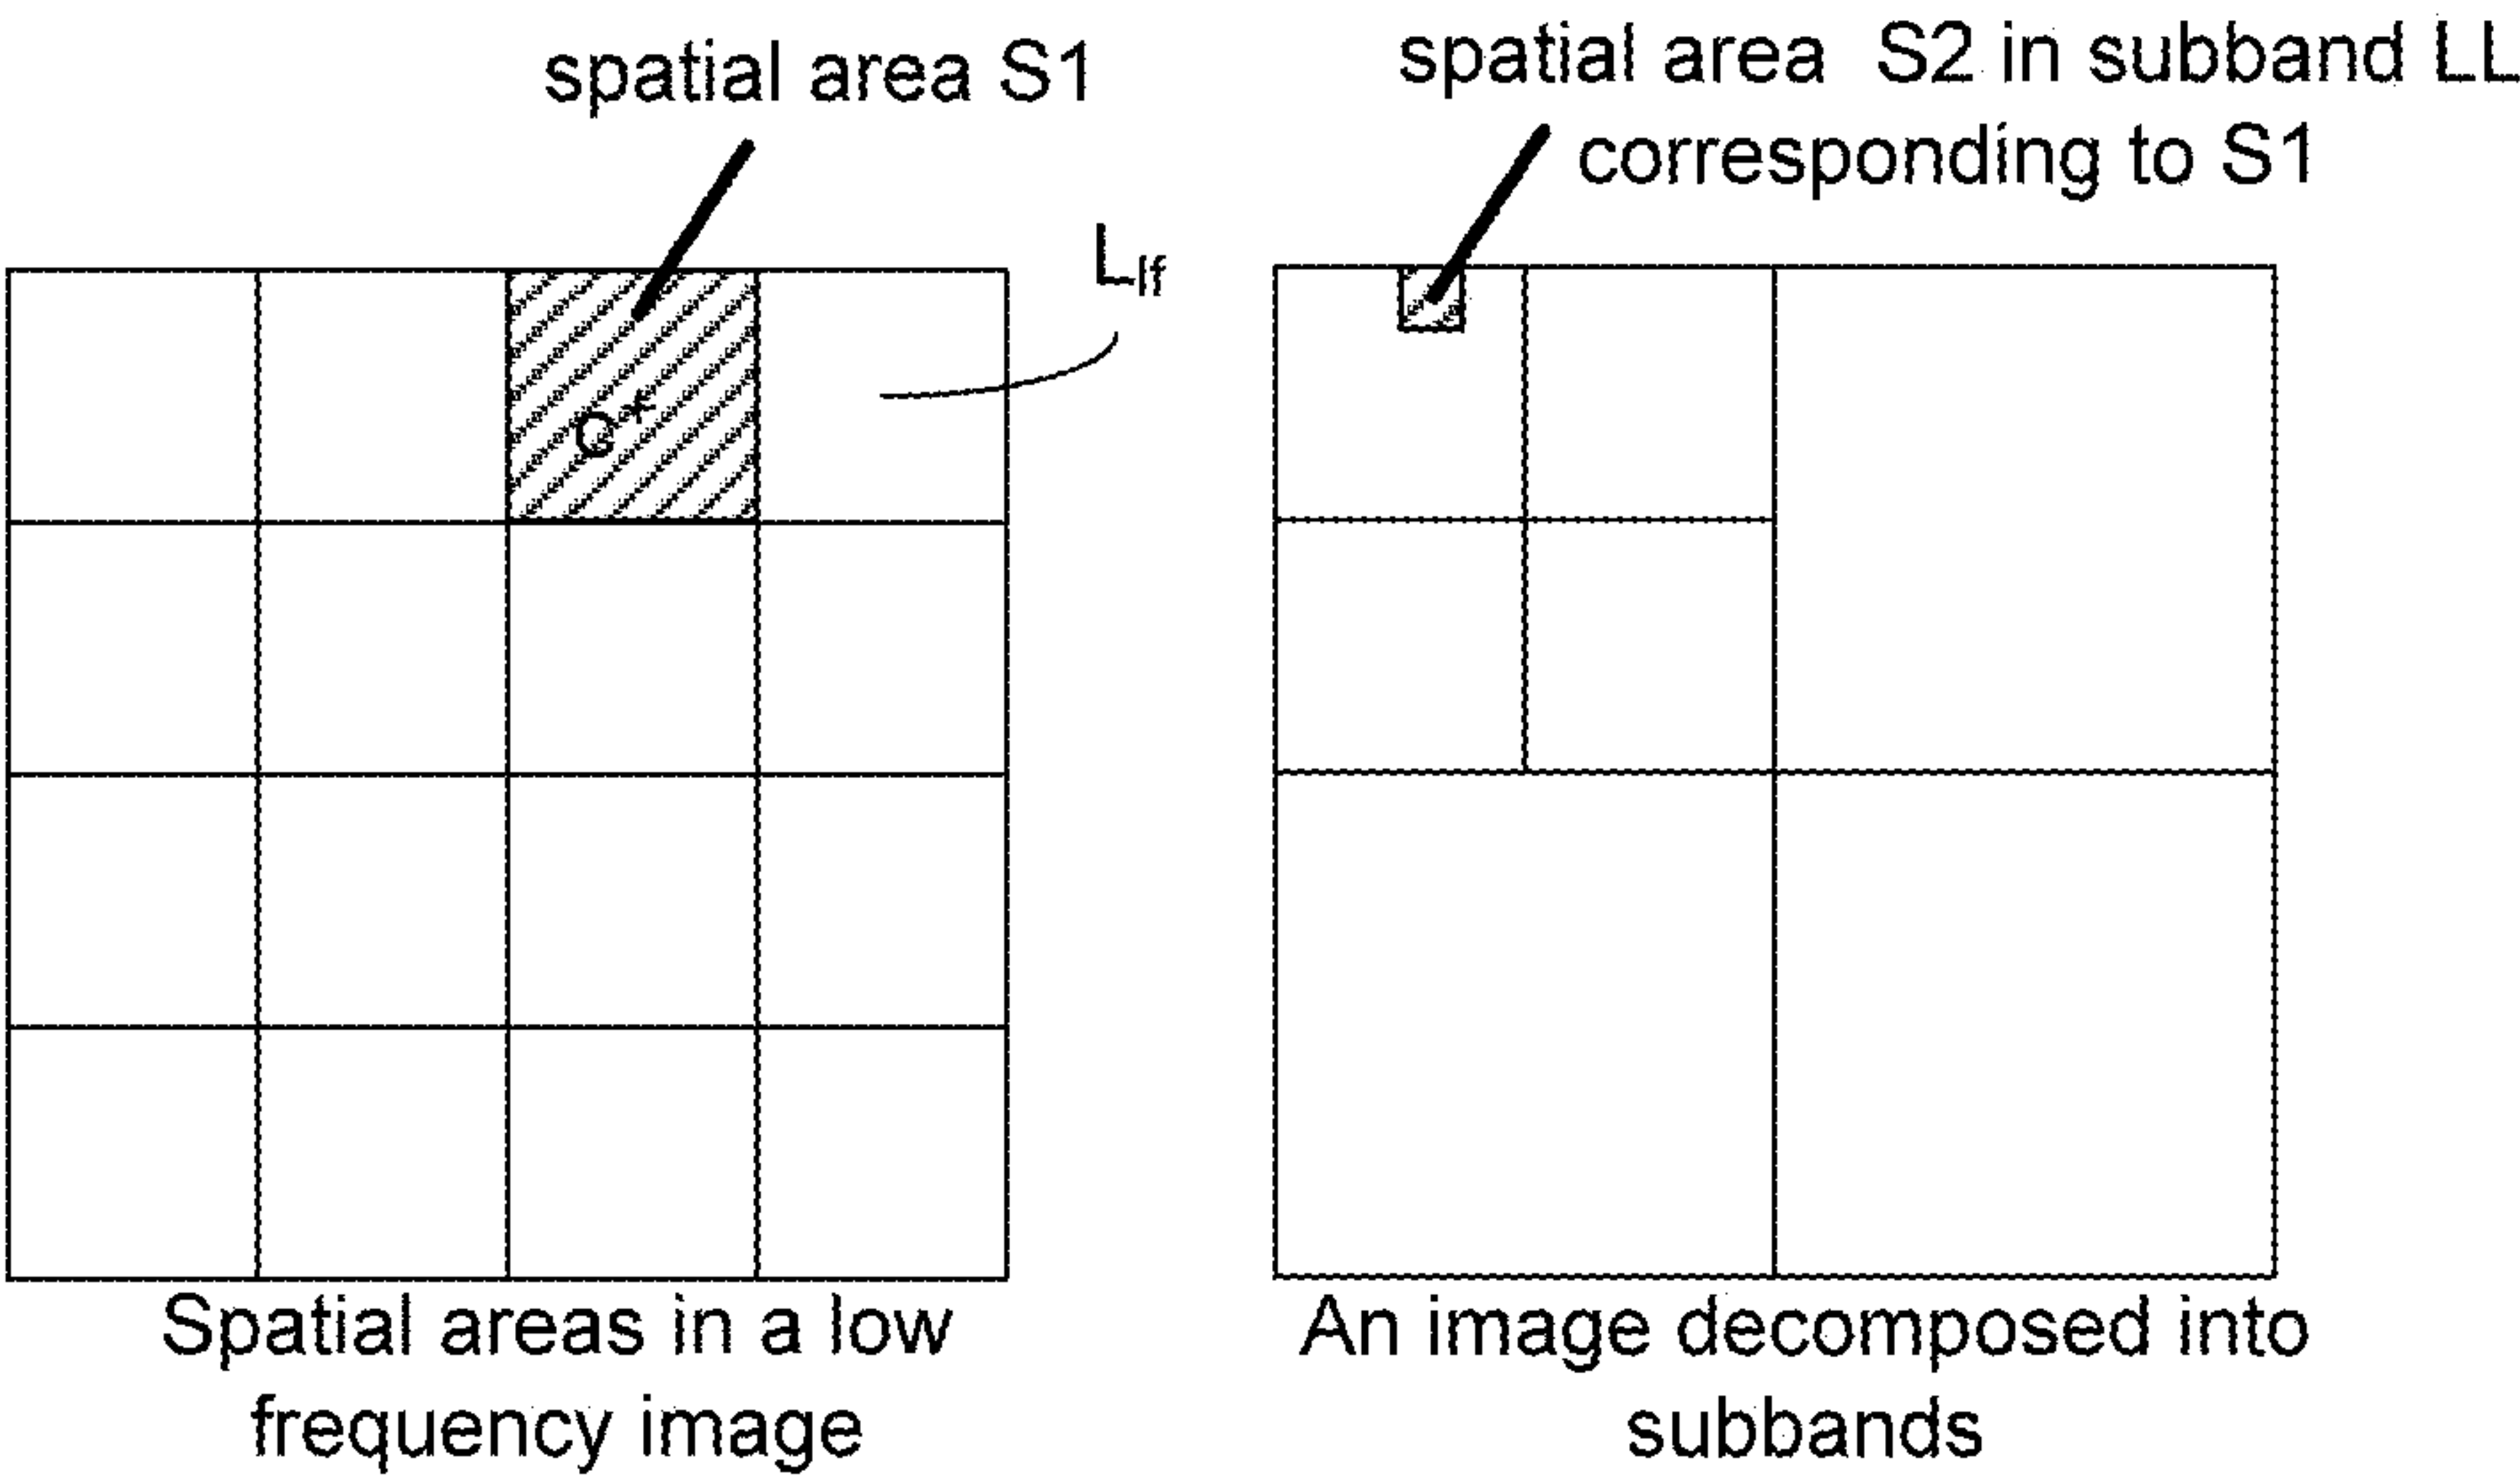 spatial area S1
spatial area S2 in subband LL
corresponding to S1
Llf
Spatial areas in a low
frequency image
An image decomposed into
subbands